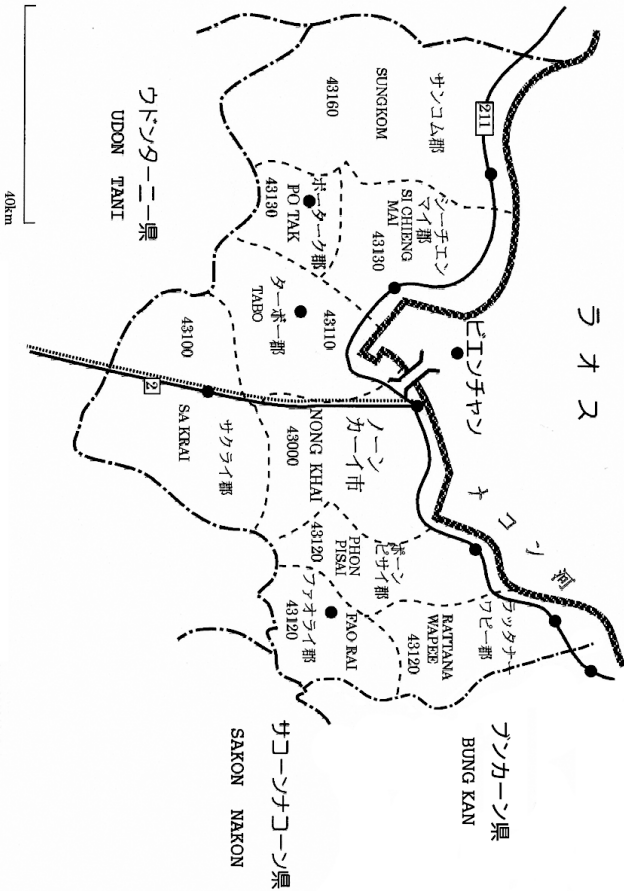 ラオス
メコン河
ビエンチャン
211
サンコム郡
SUNGKOM
43160
シーチエン
マイ郡
SI CHIENG
MAI
43130
ポーターク郡
PO TAK
43130
ターボー郡
TABO
43110
ノーン
カーイ市
NONG KHAI
43000
43100
サクライ郡
SA KRAI
2
ポーン
ピサイ郡
PHON
PISAI
43120
ラッタナー
ワピー郡
RATTANA
WAPEE
43120
FAO RAI
ファオライ郡
43120
ブンカーン県
BUNG KAN
ウドンターニー県
UDON TANI
サコーンナコーン県
SAKON NAKON
40km